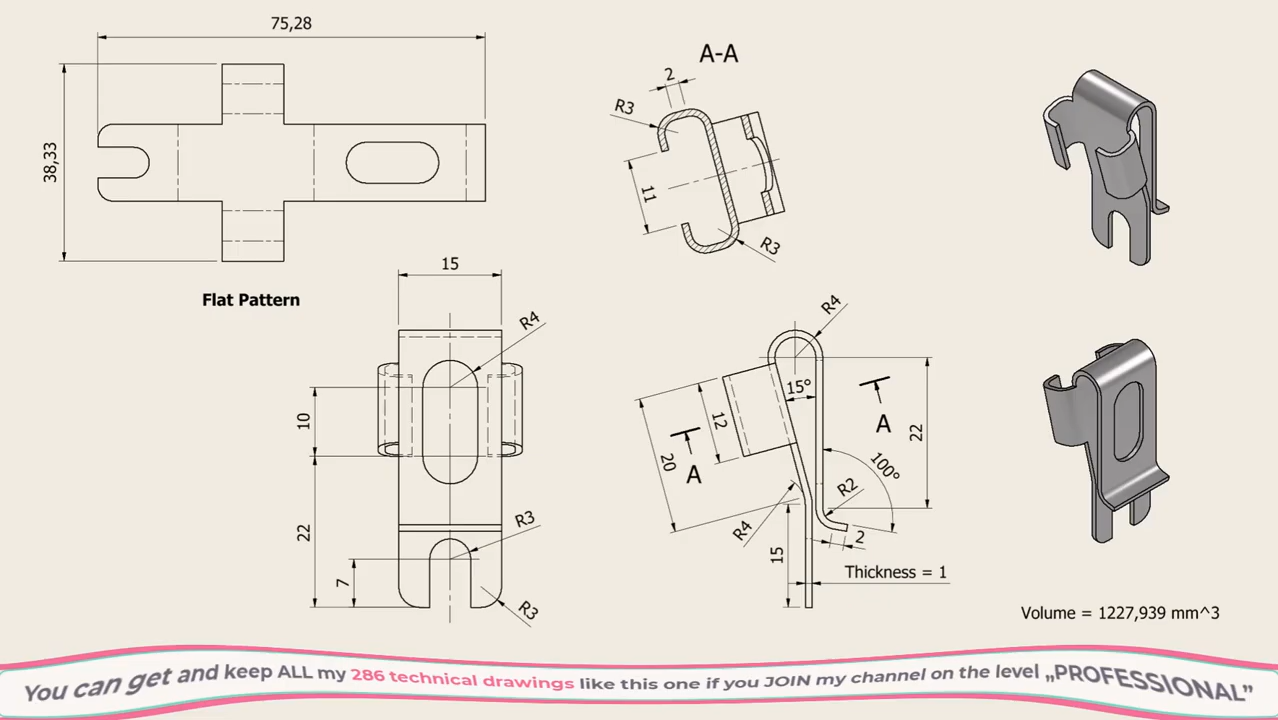 75,28
38,33
Flat Pattern
A-A
2
R3
11
R3
15
R4
10
22
7
R3
R3
R4
15°
12
20
A
A
22
100°
R2
R4
2
15
Thickness = 1
Volume = 1227,939 mm^3
You can get and keep ALL my 286 technical drawings like this one if you JOIN my channel on the level „PROFESSIONAL”